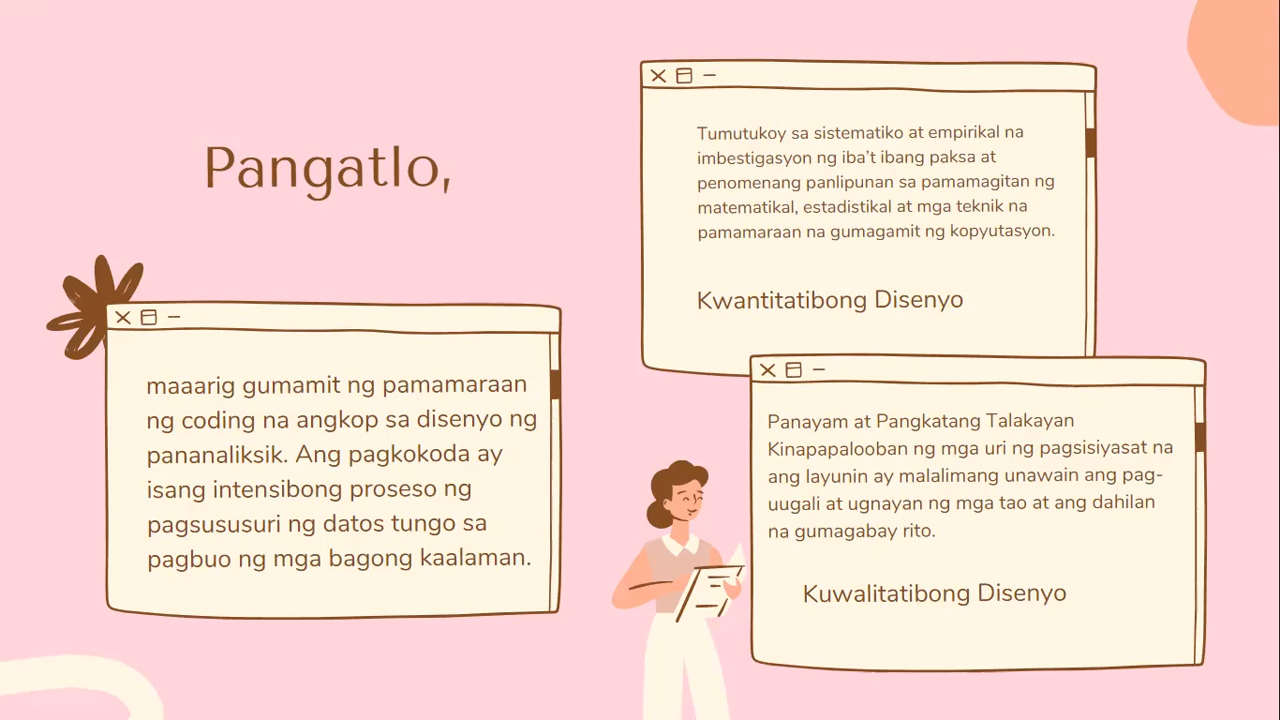 Pangatlo,
maaarig gumamit ng pamamaraan
ng coding na angkop sa disenyo ng
pananaliksik. Ang pagkokoda ay
isang intensibong proseso ng
pagsususuri ng datos tungo sa
pagbuo ng mga bagong kaalaman.
Tumutukoy sa sistematiko at empirikal na
imbestigasyon ng iba't ibang paksa at
penomenang panlipunan sa pamamagitan ng
matematikal, estadistikal at mga teknik na
pamamaraan na gumagamit ng kopyutasyon.
Kwantitatibong Disenyo
Panayam at Pangkatang Talakayan
Kinapapalooban ng mga uri ng pagsisiyasat na
ang layunin ay malalimang unawain ang pag-
uugali at ugnayan ng mga tao at ang dahilan
na gumagabay rito.
Kuwalitatibong Disenyo